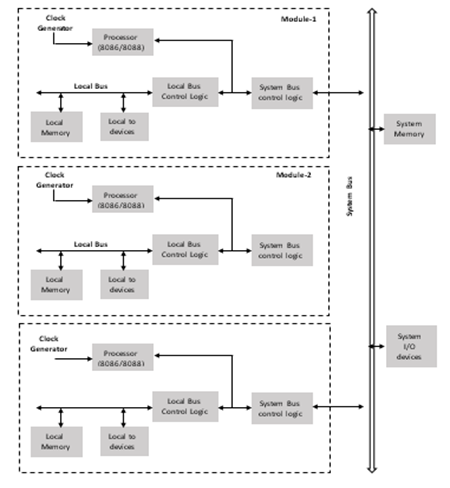 Module-1
Clock
Generator
Processor
(8086/8088)
Local Bus
Local Bus
Control Logic
System Bus
control logic
Local
Memory
Local to
devices
System
Memory
Module-2
Clock
Generator
Processor
(8086/8088)
Local Bus
Local Bus
Control Logic
System Bus
control logic
Local
Memory
Local to
devices
System Bus
Clock
Generator
Processor
(8086/8088)
Local Bus
Control Logic
System Bus
control logic
Local
Memory
Local to
devices
System
I/O
devices